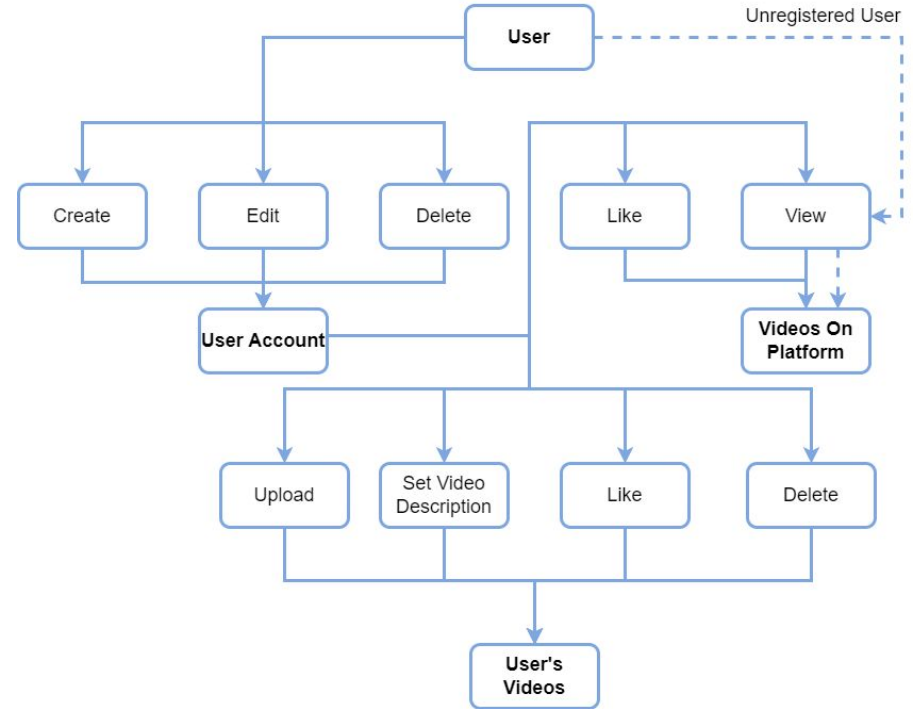 Unregistered User
User
Create
Edit
Delete
Like
View
User Account
Videos On
Platform
Upload
Set Video
Description
Like
Delete
User's
Videos